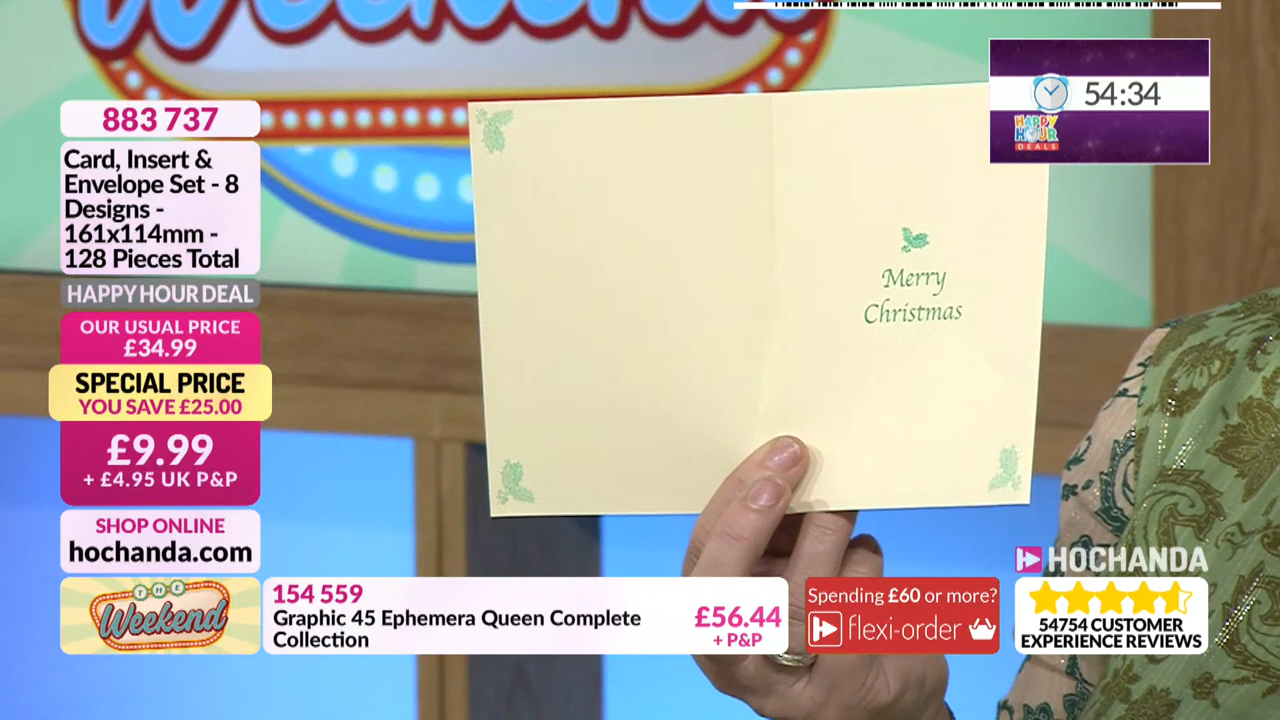 Weekend
883 737
Card, Insert &
Envelope Set - 8
Designs -
161x114mm -
128 Pieces Total
HAPPY HOUR DEAL
OUR USUAL PRICE
£34.99
SPECIAL PRICE
YOU SAVE £25.00
£9.99
+ £4.95 UK P&P
SHOP ONLINE
hochanda.com
54:34
HAPPY
HOUR
DEALS
Merry
Christmas
HOCHANDA
THE
Weekend
154 559
Graphic 45 Ephemera Queen Complete
Collection
£56.44
+ P&P
Spending £60 or more?
flexi-order
54754 CUSTOMER
EXPERIENCE REVIEWS